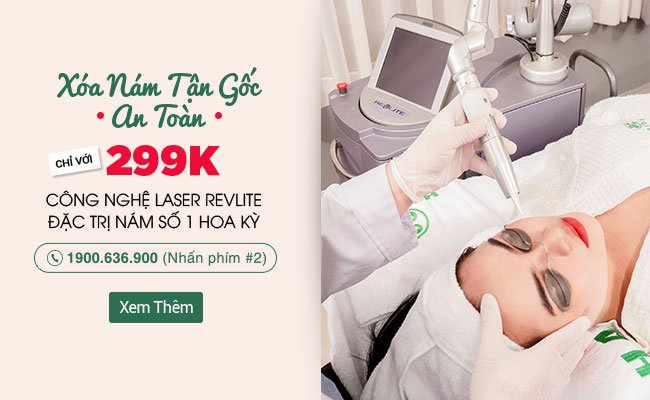 Xóa Nám Tận Gốc
• An Toàn •
CHỈ VỚI 299K
CÔNG NGHỆ LASER REVLITE
ĐẶC TRỊ NÁM SỐ 1 HOA KỲ
1900.636.900 (Nhấn phím #2)
Xem Thêm
REVLITE